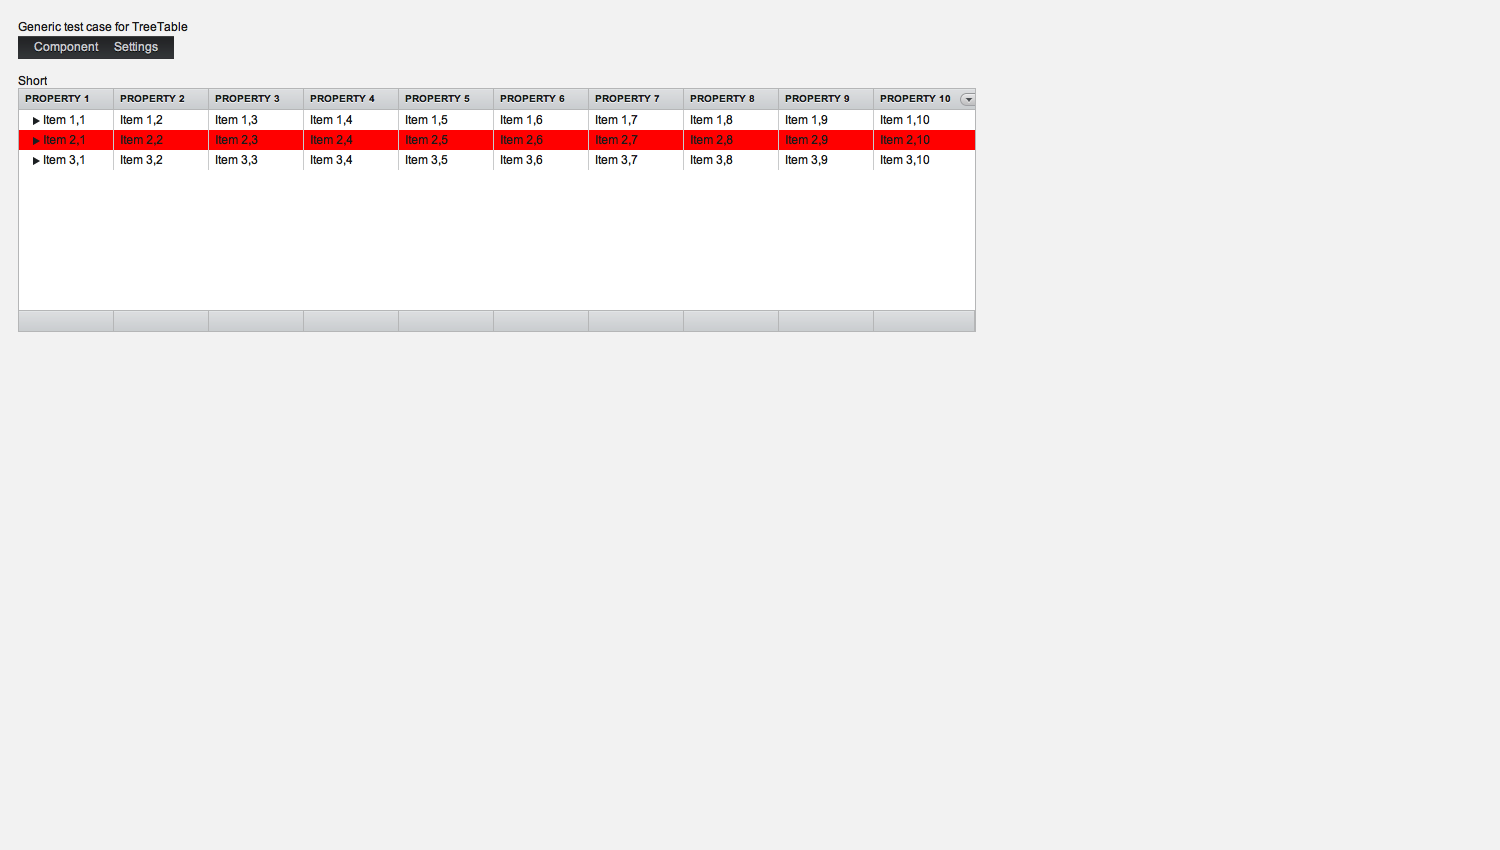 Generic test case for TreeTable
Component Settings
Short
PROPERTY 1 PROPERTY 2 PROPERTY 3 PROPERTY 4 PROPERTY 5 PROPERTY 6 PROPERTY 7 PROPERTY 8 PROPERTY 9 PROPERTY 10
Item 1,1 Item 1,2 Item 1,3 Item 1,4 Item 1,5 Item 1,6 Item 1,7 Item 1,8 Item 1,9 Item 1,10
Item 2,1 Item 2,2 Item 2,3 Item 2,4 Item 2,5 Item 2,6 Item 2,7 Item 2,8 Item 2,9 Item 2,10
Item 3,1 Item 3,2 Item 3,3 Item 3,4 Item 3,5 Item 3,6 Item 3,7 Item 3,8 Item 3,9 Item 3,10